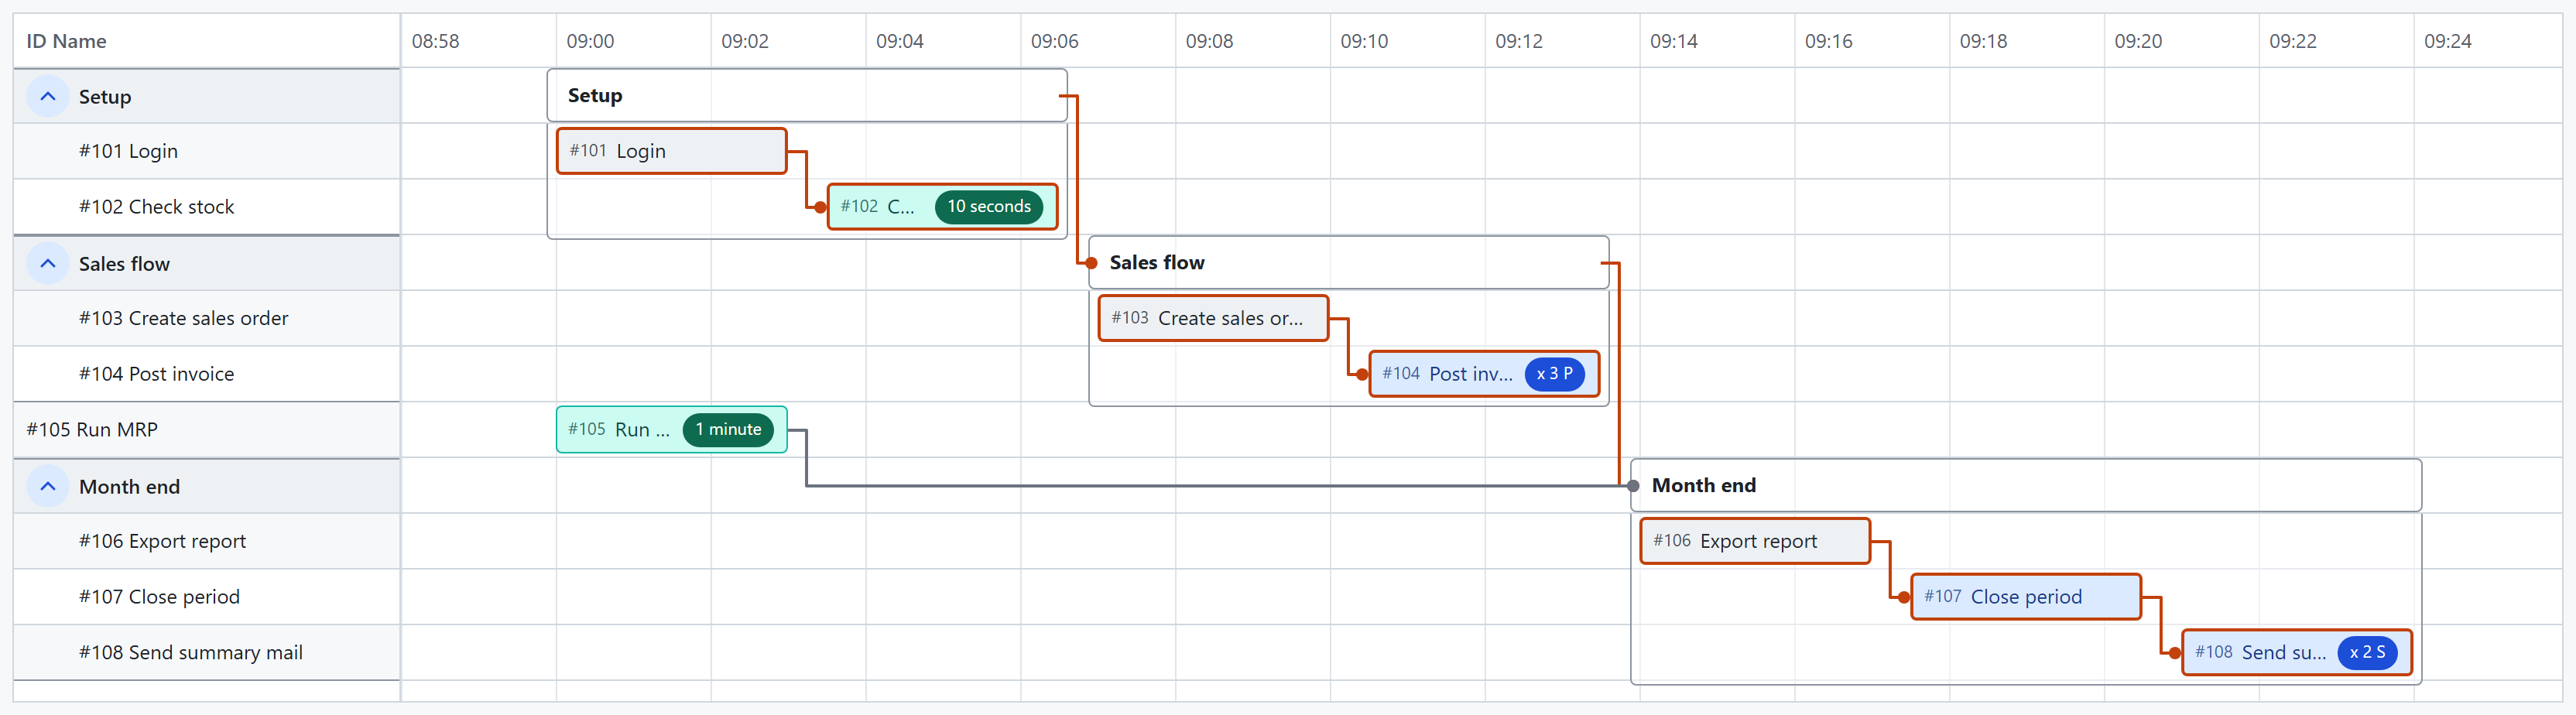 ID Name 08:58 09:00 09:02 09:04 09:06 09:08 09:10 09:12 09:14 09:16 09:18 09:20 09:22 09:24
Setup Setup
#101 Login #101 Login
#102 Check stock #102 C... 10 seconds
Sales flow Sales flow
#103 Create sales order #103 Create sales or...
#104 Post invoice #104 Post inv... x 3 P
#105 Run MRP #105 Run ... 1 minute
Month end Month end
#106 Export report #106 Export report
#107 Close period #107 Close period
#108 Send summary mail #108 Send su... x 2 S